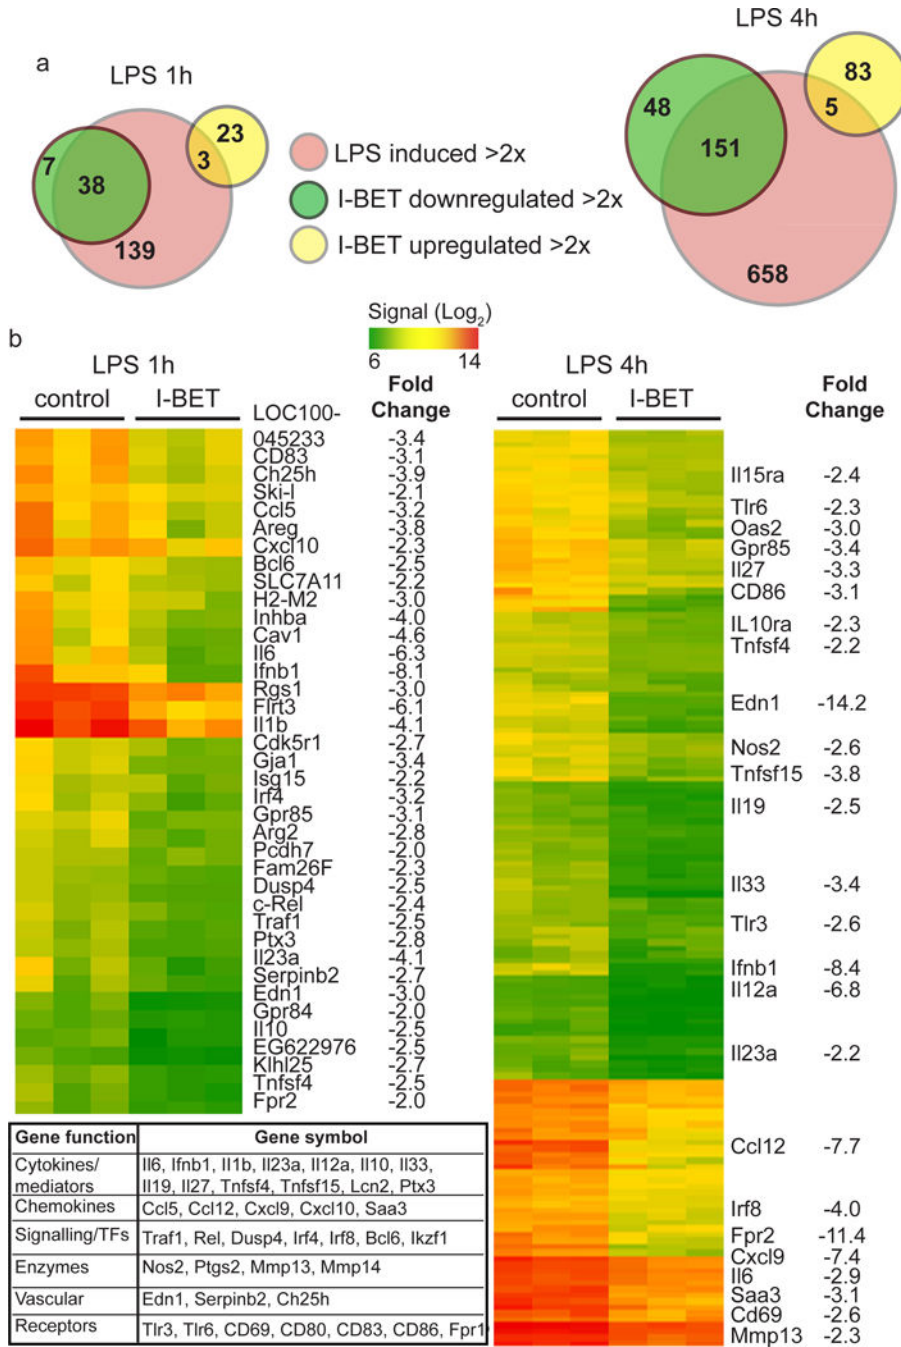 a
LPS 1h
LPS 4h
7
38
139
3
23
LPS induced >2x
I-BET downregulated >2x
I-BET upregulated >2x
48
151
5
83
658
b
Signal (Log2)
6 14
LPS 1h
control I-BET
Fold Change
LOC100-
045233 -3.4
CD83 -3.1
Ch25h -3.9
Ski-l -2.1
Ccl5 -3.2
Areg -3.8
Cxcl10 -2.3
Bcl6 -2.5
SLC7A11 -2.2
H2-M2 -3.0
Inhba -4.0
Cav1 -4.6
Il6 -6.3
Ifnb1 -8.1
Rgs1 -3.0
Flrt3 -6.1
Il1b -4.1
Cdk5r1 -2.7
Gja1 -3.4
Isg15 -2.2
Irf4 -3.2
Gpr85 -3.1
Arg2 -2.8
Pcdh7 -2.0
Fam26F -2.3
Dusp4 -2.5
c-Rel -2.4
Traf1 -2.5
Ptx3 -2.8
Il23a -4.1
Serpinb2 -2.7
Edn1 -3.0
Gpr84 -2.0
Il10 -2.5
EG622976 -2.5
Klhl25 -2.7
Tnfsf4 -2.5
Fpr2 -2.0
LPS 4h
control I-BET
Fold Change
Il15ra -2.4
Tlr6 -2.3
Oas2 -3.0
Gpr85 -3.4
Il27 -3.3
CD86 -3.1
IL10ra -2.3
Tnfsf4 -2.2
Edn1 -14.2
Nos2 -2.6
Tnfsf15 -3.8
Il19 -2.5
Il33 -3.4
Tlr3 -2.6
Ifnb1 -8.4
Il12a -6.8
Il23a -2.2
Ccl12 -7.7
Irf8 -4.0
Fpr2 -11.4
Cxcl9 -7.4
Il6 -2.9
Saa3 -3.1
Cd69 -2.6
Mmp13 -2.3
Gene function Gene symbol
Cytokines/ Il6, Ifnb1, Il1b, Il23a, Il12a, Il10, Il33,
mediators Il19, Il27, Tnfsf4, Tnfsf15, Lcn2, Ptx3
Chemokines Ccl5, Ccl12, Cxcl9, Cxcl10, Saa3
Signalling/TFs Traf1, Rel, Dusp4, Irf4, Irf8, Bcl6, Ikzf1
Enzymes Nos2, Ptgs2, Mmp13, Mmp14
Vascular Edn1, Serpinb2, Ch25h
Receptors Tlr3, Tlr6, CD69, CD80, CD83, CD86, Fpr1